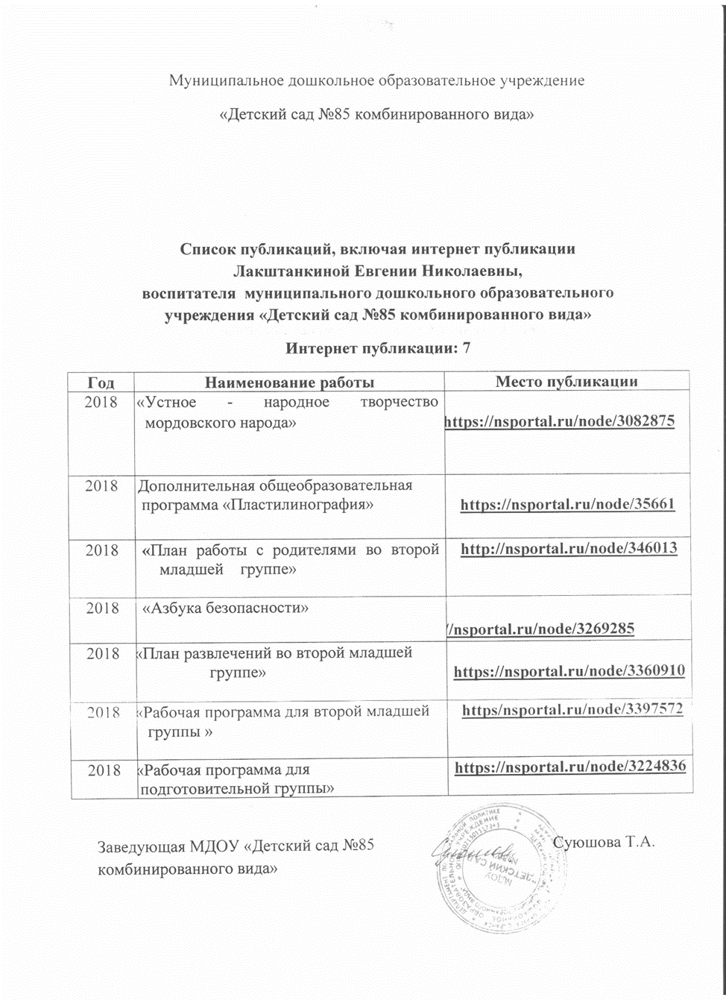 Муниципальное дошкольное образовательное учреждение
«Детский сад №85 комбинированного вида»
Список публикаций, включая интернет публикации
Лакштанкиной Евгении Николаевны,
воспитателя муниципального дошкольного образовательного
учреждения «Детский сад №85 комбинированного вида»
Интернет публикации: 7
Год Наименование работы Место публикации
2018 «Устное - народное творчество
мордовского народа» https://nsportal.ru/node/3082875
2018 Дополнительная общеобразовательная
программа «Пластилинография» https://nsportal.ru/node/35661
2018 «План работы с родителями во второй http://nsportal.ru/node/346013
младшей группе»
2018 «Азбука безопасности»
//nsportal.ru/node/3269285
2018 «План развлечений во второй младшей
группе» https://nsportal.ru/node/3360910
2018 «Рабочая программа для второй младшей https/nsportal.ru/node/3397572
группы »
2018 «Рабочая программа для https://nsportal.ru/node/3224836
подготовительной группы»
Заведующая МДОУ «Детский сад №85 Суюшова Т.А.
комбинированного вида»
МДОУ
"ДЕТСКИЙ САД